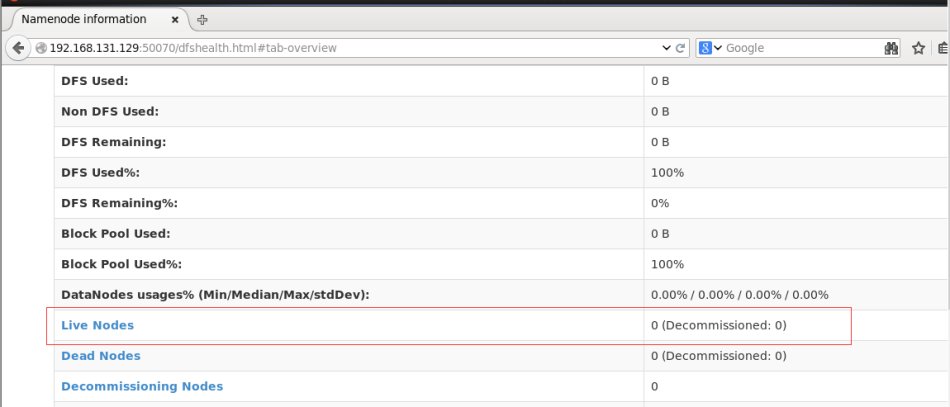 Namenode information
192.168.131.129:50070/dfshealth.html#tab-overview
Google
DFS Used: 0 B
Non DFS Used: 0 B
DFS Remaining: 0 B
DFS Used%: 100%
DFS Remaining%: 0%
Block Pool Used: 0 B
Block Pool Used%: 100%
DataNodes usages% (Min/Median/Max/stdDev): 0.00% / 0.00% / 0.00% / 0.00%
Live Nodes 0 (Decommissioned: 0)
Dead Nodes 0 (Decommissioned: 0)
Decommissioning Nodes 0